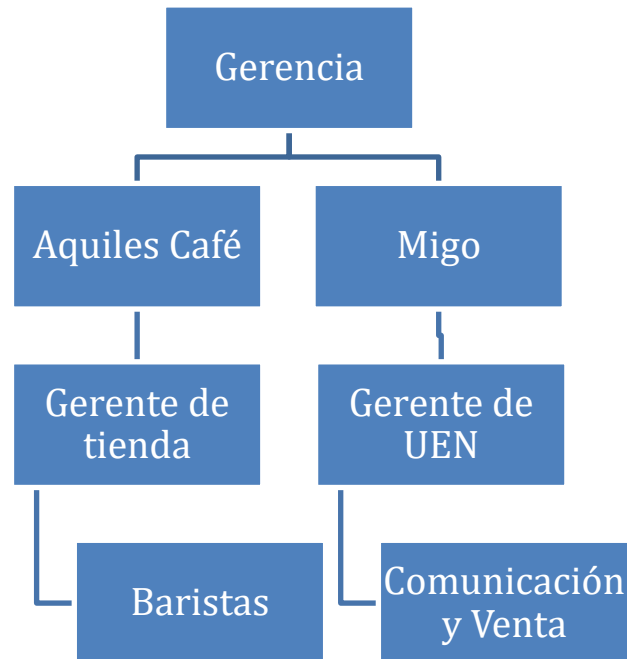 Gerencia
Aquiles Café
Migo
Gerente de
tienda
Gerente de
UEN
Baristas
Comunicación
y Venta